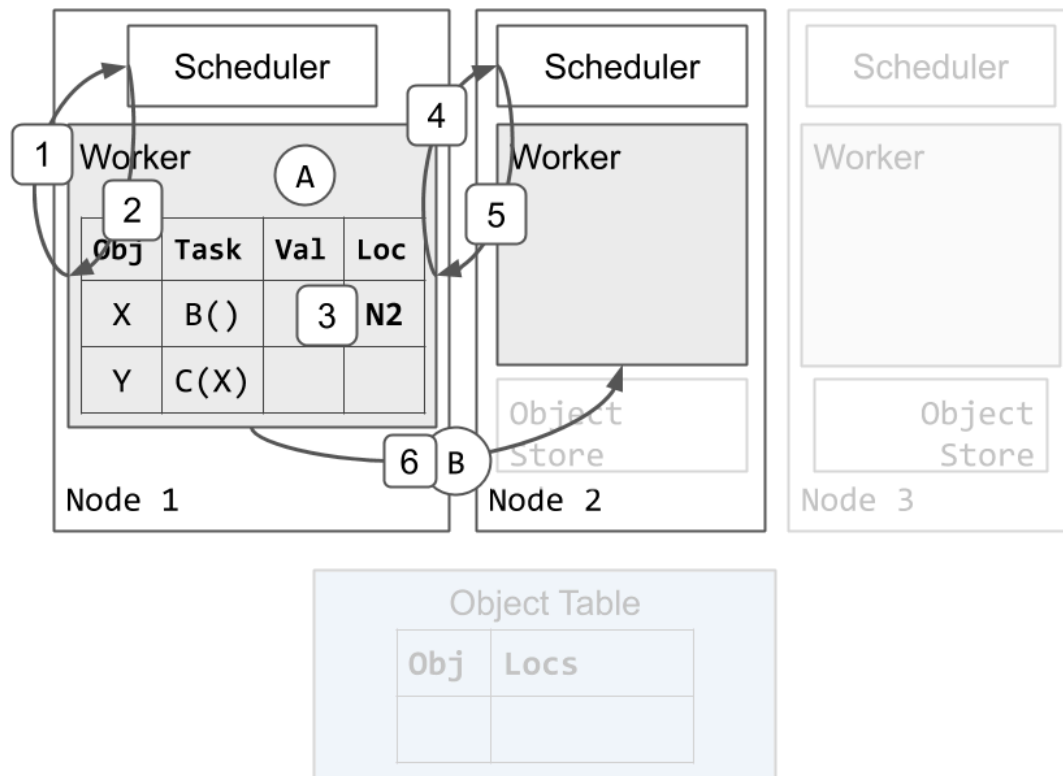 Scheduler
1
Worker
A
2
Obj Task Val Loc
X B() 3 N2
Y C(X)
Node 1
4
Scheduler
Worker
5
Object
Store
6 B
Node 2
Scheduler
Worker
Object
Store
Node 3
Object Table
Obj Locs